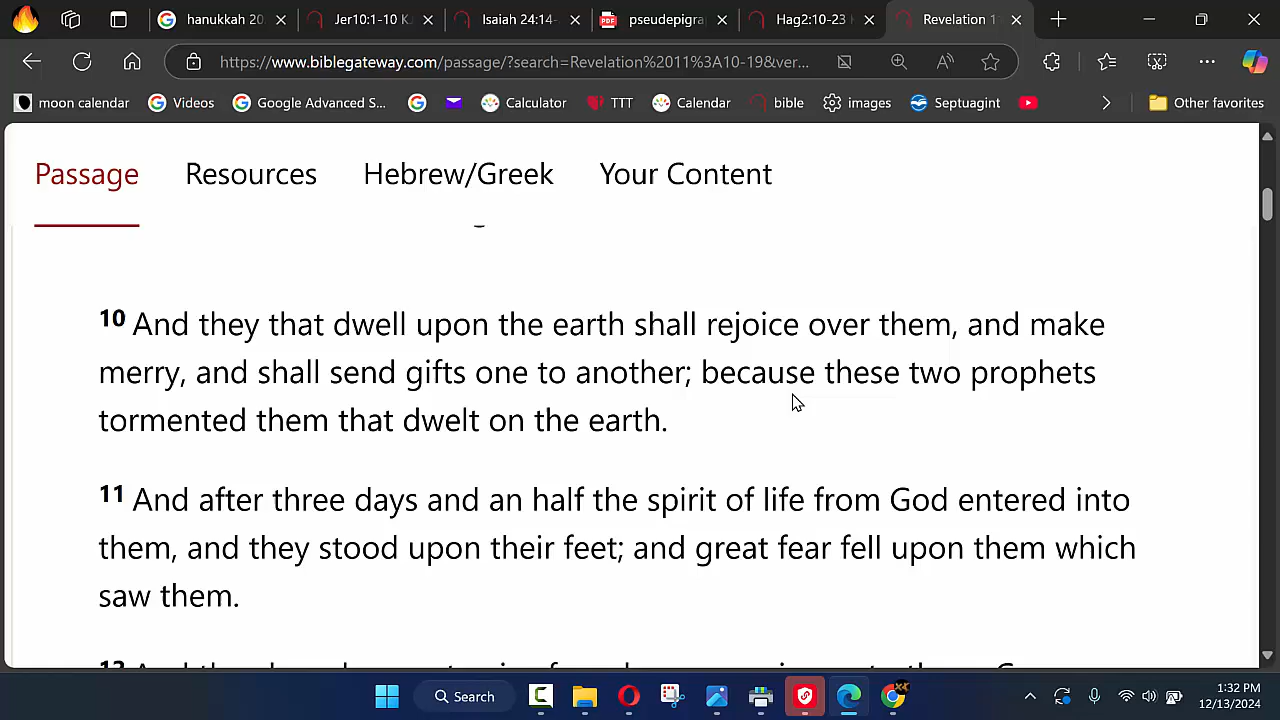 hanukkah 20
Jer10:1-10 K
Isaiah 24:14-
pseudepigra
Hag2:10-23
Revelation 1
https://www.biblegateway.com/passage/?search=Revelation%2011%3A10-19&ver...
moon calendar
Videos
Google Advanced S...
Calculator
TTT
Calendar
bible
images
Septuagint
Other favorites
Passage
Resources
Hebrew/Greek
Your Content
10 And they that dwell upon the earth shall rejoice over them, and make
merry, and shall send gifts one to another; because these two prophets
tormented them that dwelt on the earth.
11 And after three days and an half the spirit of life from God entered into
them, and they stood upon their feet; and great fear fell upon them which
saw them.
Search
1:32 PM
12/13/2024